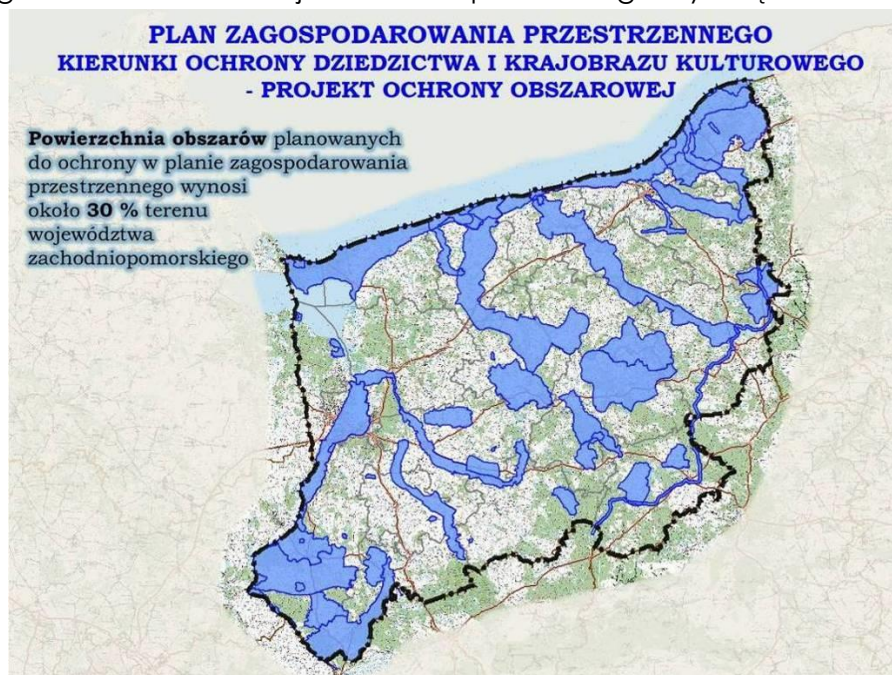 PLAN ZAGOSPODAROWANIA PRZESTRZENNEGO
KIERUNKI OCHRONY DZIEDZICTWA I KRAJOBRAZU KULTUROWEGO
- PROJEKT OCHRONY OBSZAROWEJ
Powierzchnia obszarów planowanych
do ochrony w planie zagospodarowania
przestrzennego wynosi
około 30 % terenu
województwa
zachodniopomorskiego